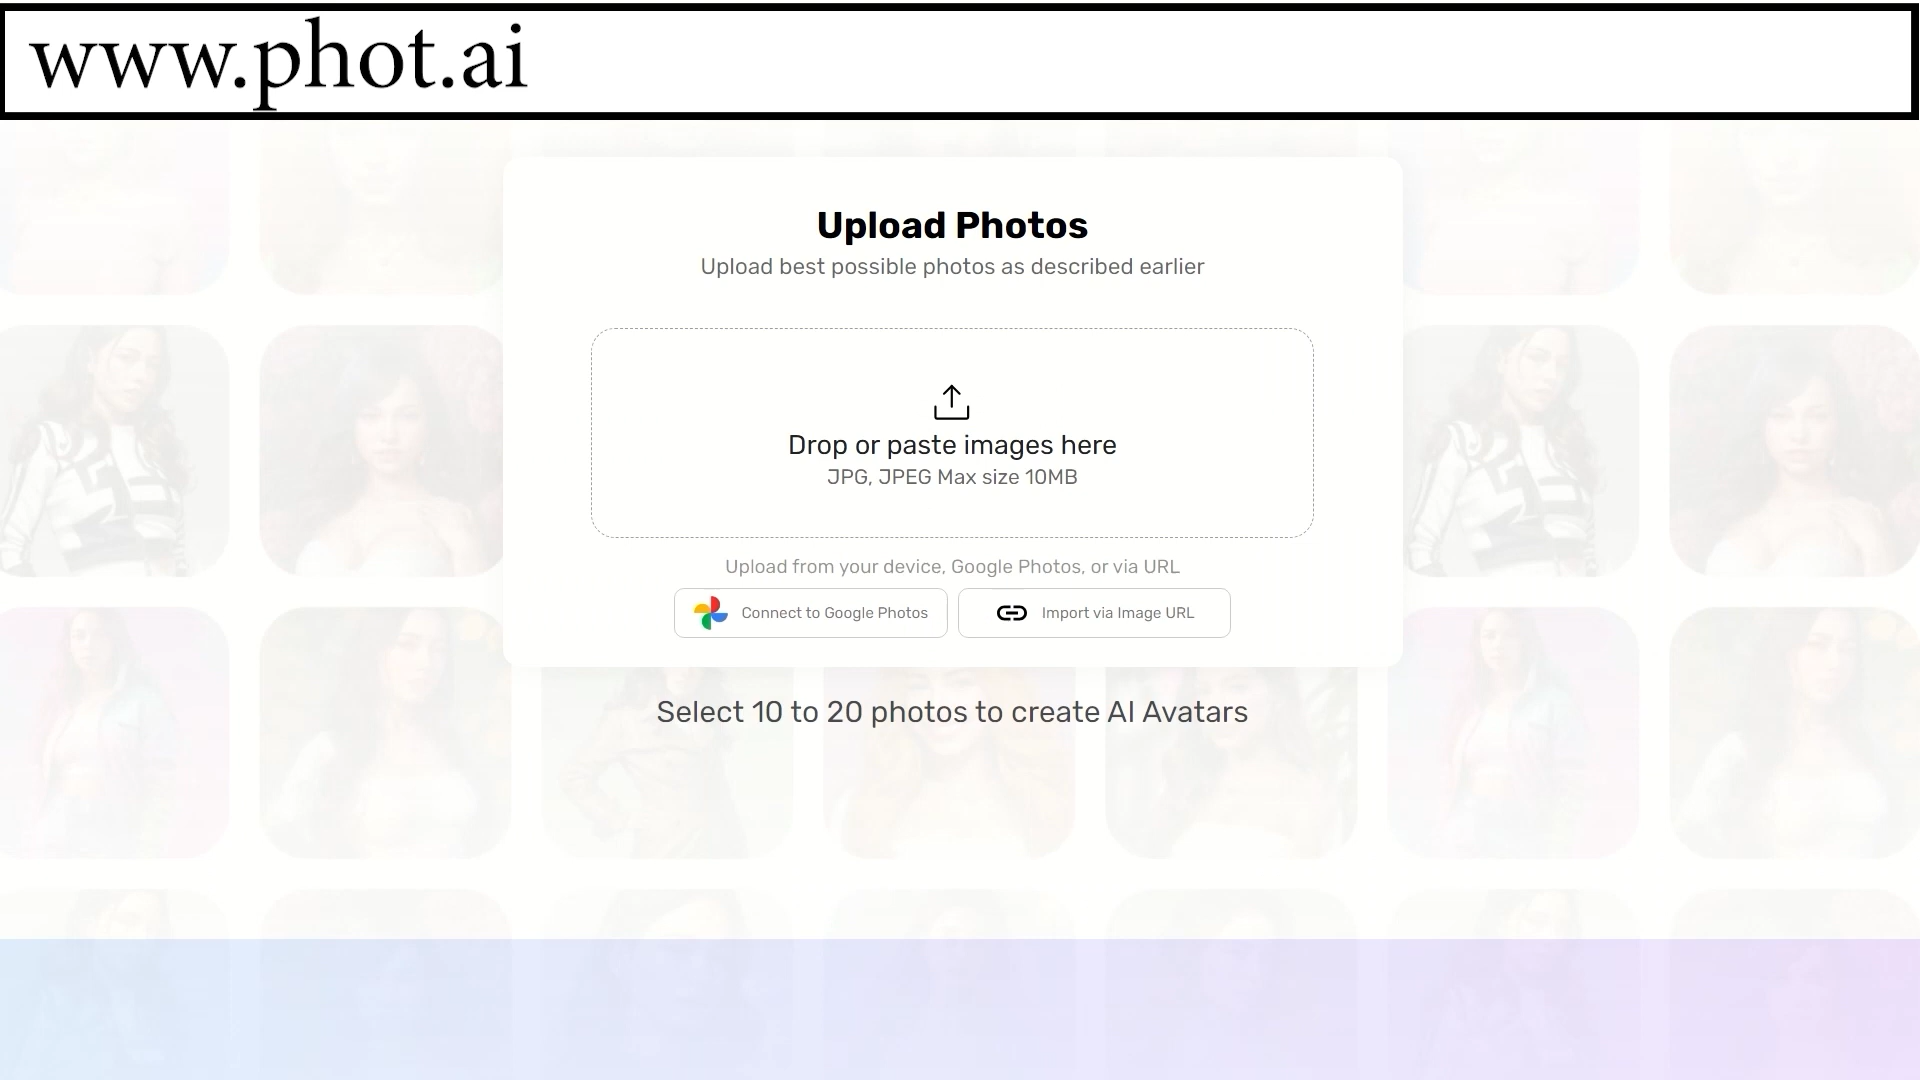 www.phot.ai
Upload Photos
Upload best possible photos as described earlier
Drop or paste images here
JPG, JPEG Max size 10MB
Upload from your device, Google Photos, or via URL
Connect to Google Photos
Import via Image URL
Select 10 to 20 photos to create AI Avatars